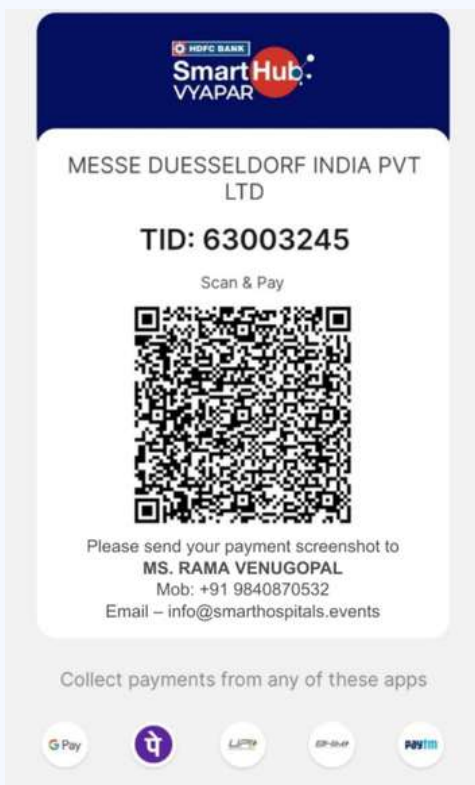 HDFC BANK
SmartHub
VYAPAR
MESSE DUESSELDORF INDIA PVT
LTD
TID: 63003245
Scan & Pay
Please send your payment screenshot to
MS. RAMA VENUGOPAL
Mob: +91 9840870532
Email – info@smarthospitals.events
Collect payments from any of these apps
G Pay पे UPI BHIM Paytm